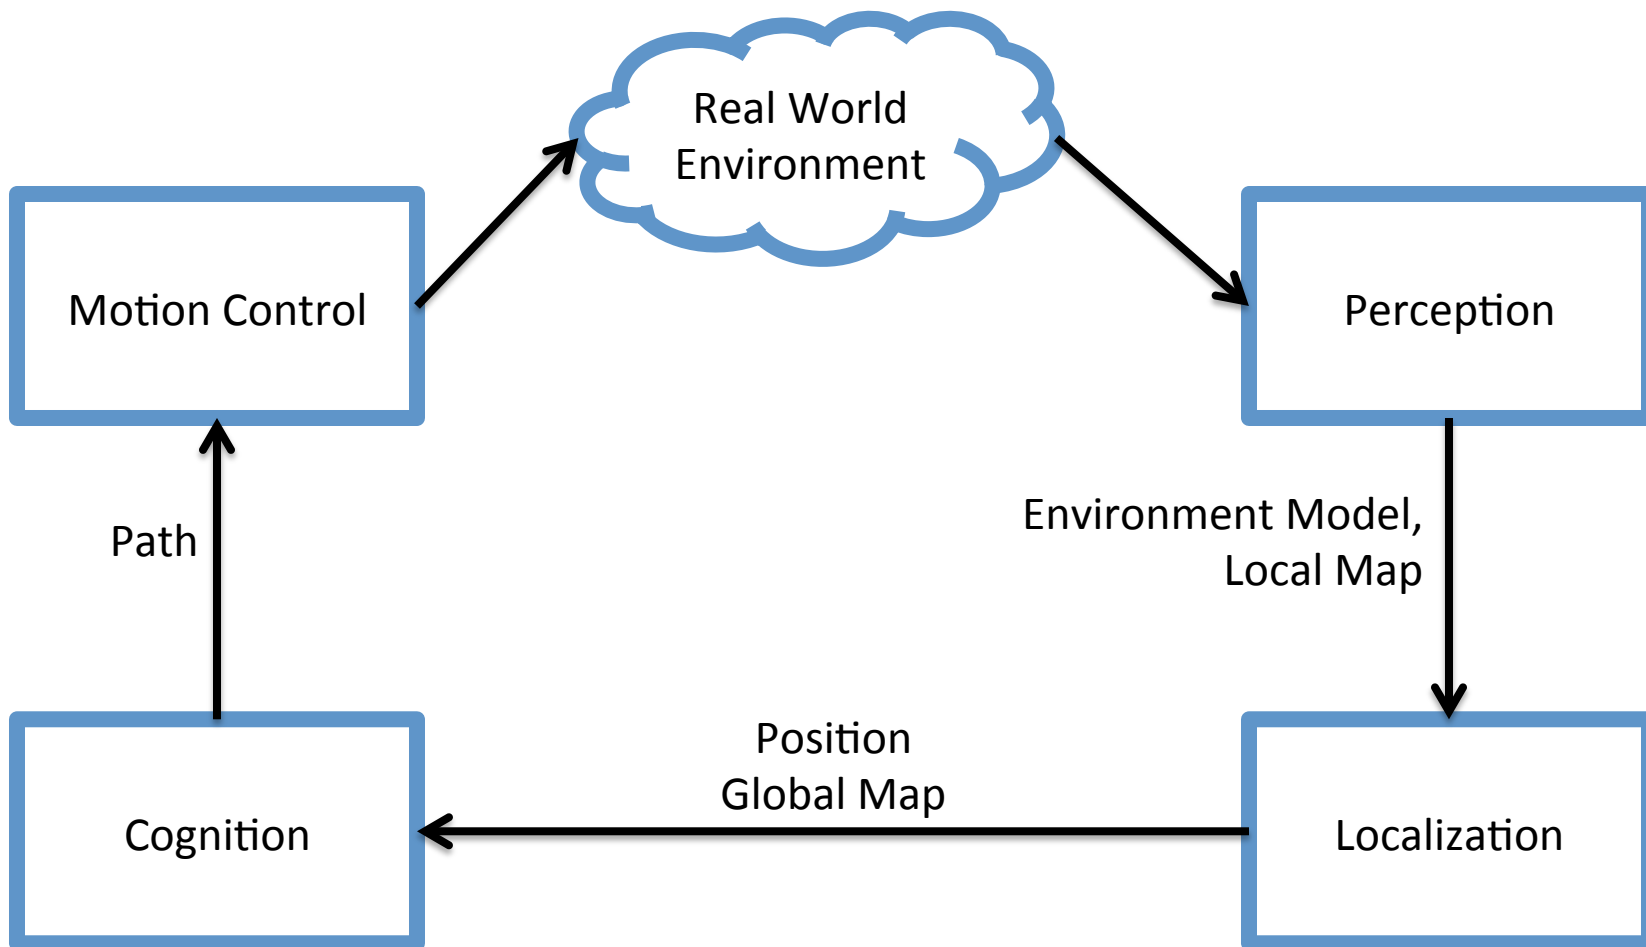 Real World
Environment
Motion Control
Perception
Environment Model,
Local Map
Path
Position
Global Map
Cognition
Localization